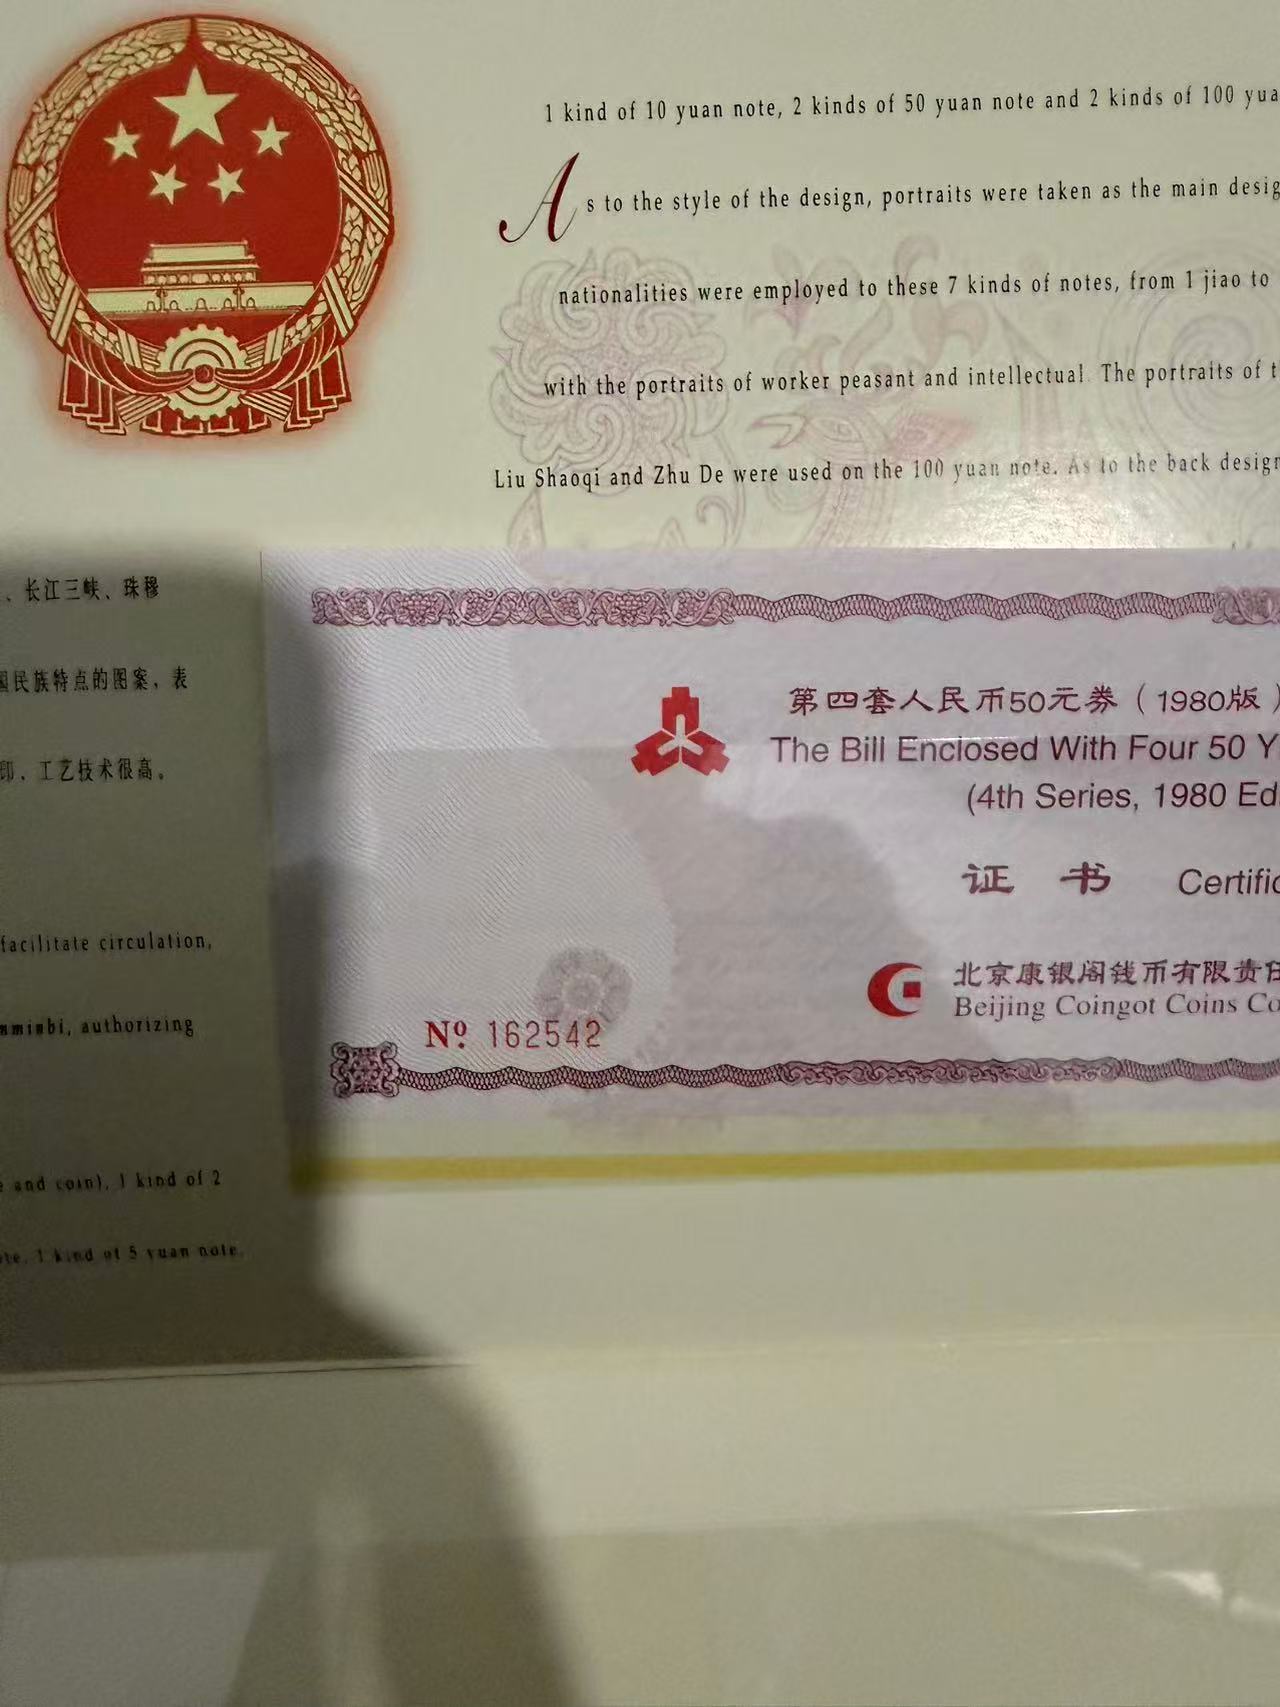 1 kind of 10 yuan note, 2 kinds of 50 yuan note and 2 kinds of 100
As to the style of the design, portraits were taken as the main
nationalities were employed to these 7 kinds of notes, from 1 jiao to
with the portraits of worker peasant and intellectual. The portraits of
Liu Shaoqi and Zhu De were used on the 100 yuan note. As to the back
、长江三峡、珠穆
国民族特点的图案，表
印、工艺技术很高。
facilitate circulation,
authorizing
and coin), 1 kind of 2
1 kind of 5 yuan note,
第四套人民币50元券（1980版）
The Bill Enclosed With Four 50
(4th Series, 1980
证书
北京康银阁钱币有限责任
Beijing Coingot Coins
Nº 162542